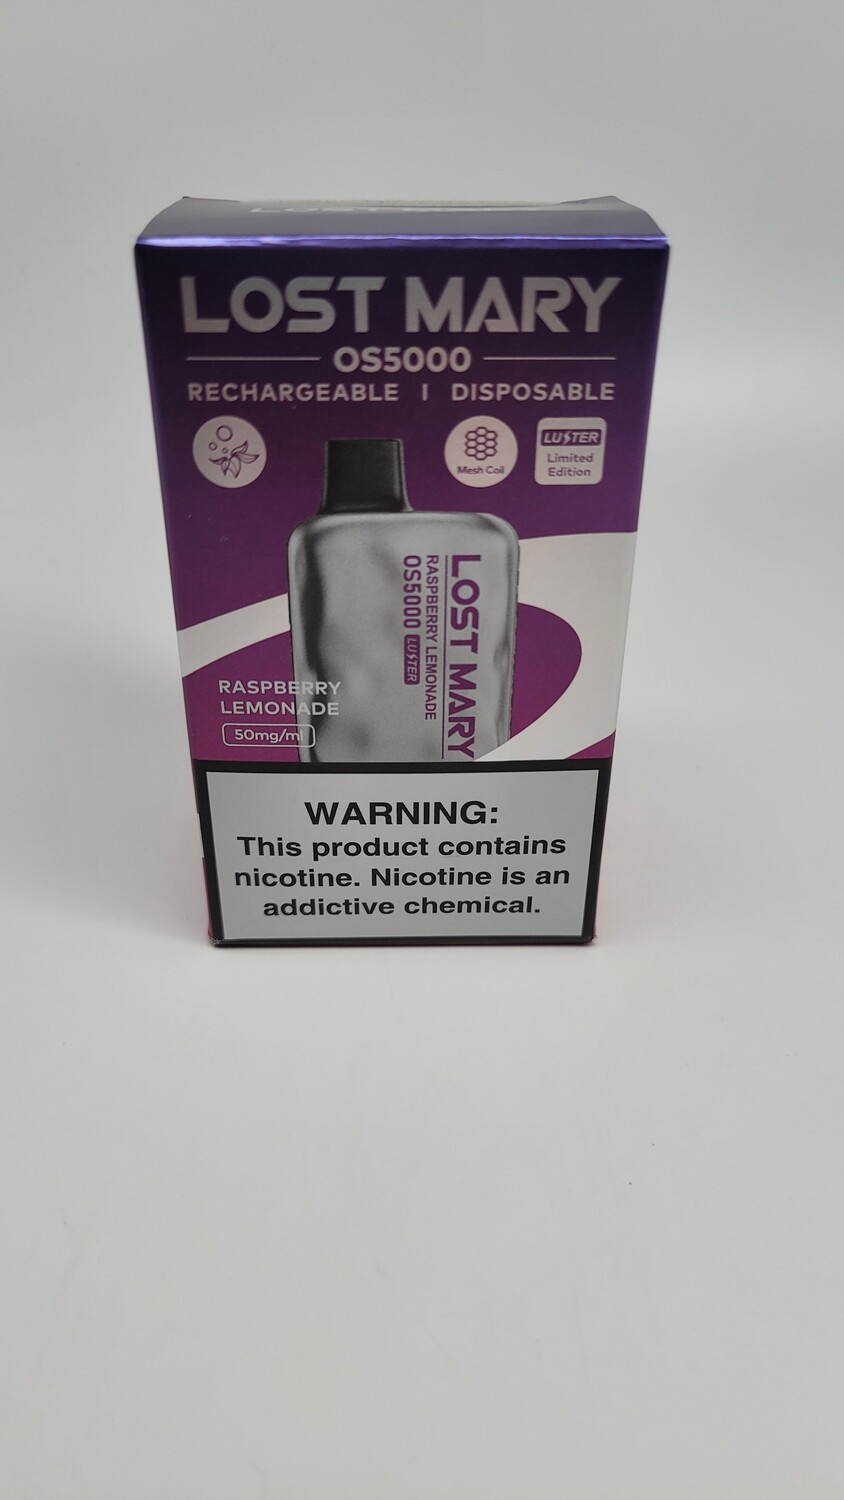 LOST MARY
OS5000
RECHARGEABLE | DISPOSABLE
Mesh Coil
LUSTER
Limited
Edition
LOST MARY
RASPBERRY LEMONADE
OS5000 LUSTER
RASPBERRY
LEMONADE
50mg/ml
WARNING:
This product contains
nicotine. Nicotine is an
addictive chemical.